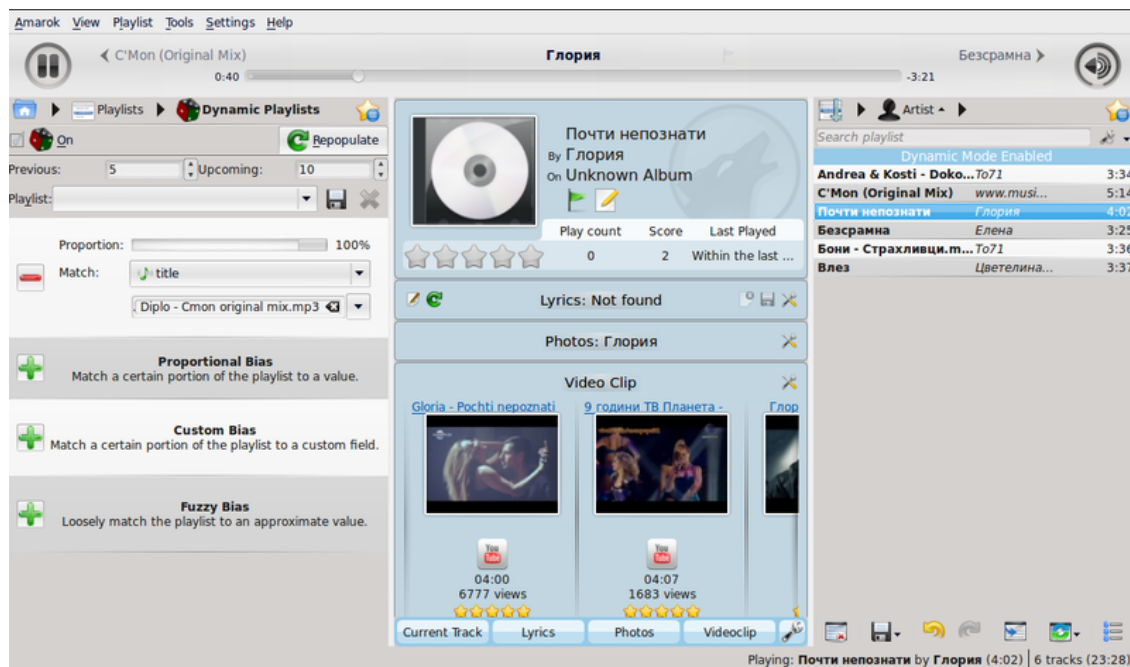 Amarok View Playlist Tools Settings Help
C'Mon (Original Mix) Глория Безсрамна
0:40 -3:21
Playlists Dynamic Playlists
On Repopulate
Previous: 5 Upcoming: 10
Playlist:
Proportion: 100%
Match: title
Diplo - Cmon original mix.mp3
Proportional Bias
Match a certain portion of the playlist to a value.
Custom Bias
Match a certain portion of the playlist to a custom field.
Fuzzy Bias
Loosely match the playlist to an approximate value.
Почти непознати
By Глория
On Unknown Album
Play count Score Last Played
0 2 Within the last ...
Lyrics: Not found
Photos: Глория
Video Clip
Gloria - Pochti nepoznati 9 години ТВ Планета - Глор
You Tube You Tube
04:00 04:07
6777 views 1683 views
Current Track Lyrics Photos Videoclip
Artist
Search playlist
Dynamic Mode Enabled
Andrea & Kosti - Doko... To71 3:34
C'Mon (Original Mix) www.musi... 5:14
Почти непознати Глория 4:02
Безсрамна Елена 3:25
Бони - Страхливци.m... To71 3:36
Влез Цветелина... 3:37
Playing: Почти непознати by Глория (4:02) 6 tracks (23:28)